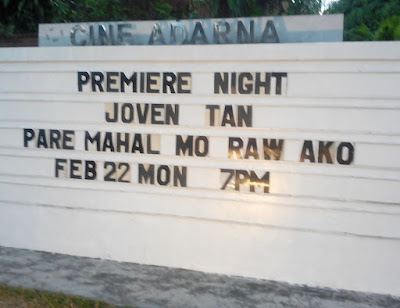 CINE ADARNA
PREMIERE NIGHT
JOVEN TAN
PARE MAHAL MO RAW AKO
FEB 22 MON 7PM